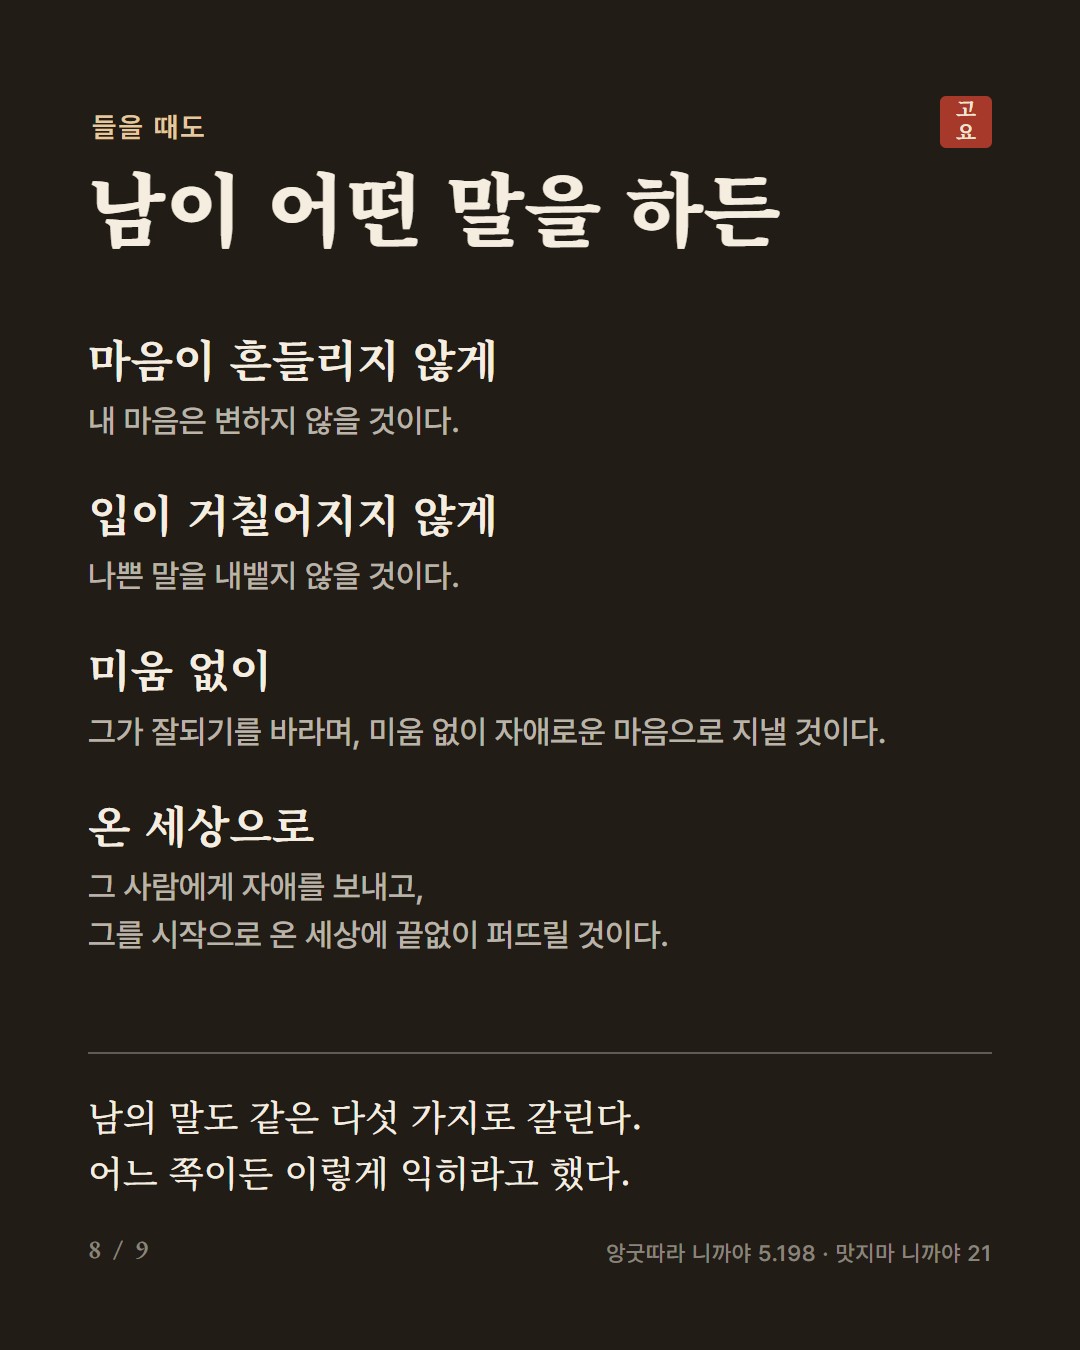 들을 때도
고
요
남이 어떤 말을 하든
마음이 흔들리지 않게
내 마음은 변하지 않을 것이다.
입이 거칠어지지 않게
나쁜 말을 내뱉지 않을 것이다.
미움 없이
그가 잘되기를 바라며, 미움 없이 자애로운 마음으로 지낼 것이다.
온 세상으로
그 사람에게 자애를 보내고,
그를 시작으로 온 세상에 끝없이 퍼뜨릴 것이다.
남의 말도 같은 다섯 가지로 갈린다.
어느 쪽이든 이렇게 익히라고 했다.
8 / 9
앙굿따라 니까야 5.198 · 맛지마 니까야 21